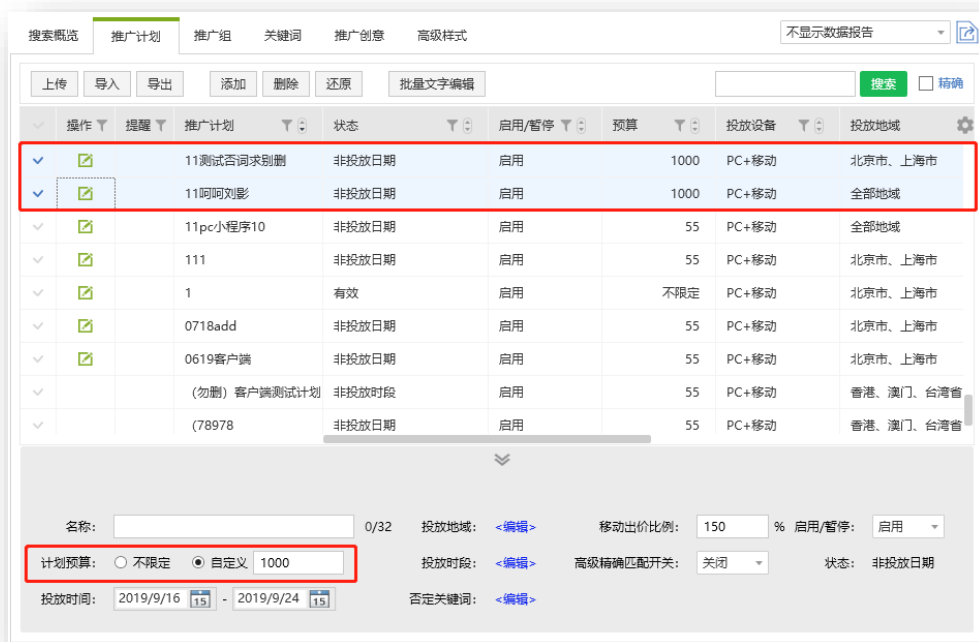 搜索概览 推广计划 推广组 关键词 推广创意 高级样式 不显示数据报告
上传 导入 导出 添加 删除 还原 批量文字编辑 搜索 精确
操作 提醒 推广计划 状态 启用/暂停 预算 投放设备 投放地域
11测试否词求别删 非投放日期 启用 1000 PC+移动 北京市、上海市
11呵呵刘影 非投放日期 启用 1000 PC+移动 全部地域
11pc小程序10 非投放日期 启用 55 PC+移动 全部地域
111 非投放日期 启用 55 PC+移动 北京市、上海市
1 有效 启用 不限定 PC+移动 北京市、上海市
0718add 非投放日期 启用 55 PC+移动 北京市、上海市
0619客户端 非投放日期 启用 55 PC+移动 北京市、上海市
（勿删）客户端测试计划 非投放时段 启用 55 PC+移动 香港、澳门、台湾省
(78978 非投放日期 启用 55 PC+移动 香港、澳门、台湾省
名称: 0/32 投放地域: <编辑> 移动出价比例: 150 % 启用/暂停: 启用
计划预算: 不限定 自定义 1000 投放时段: <编辑> 高级精确匹配开关: 关闭 状态: 非投放日期
投放时间: 2019/9/16 15 - 2019/9/24 15 否定关键词: <编辑>